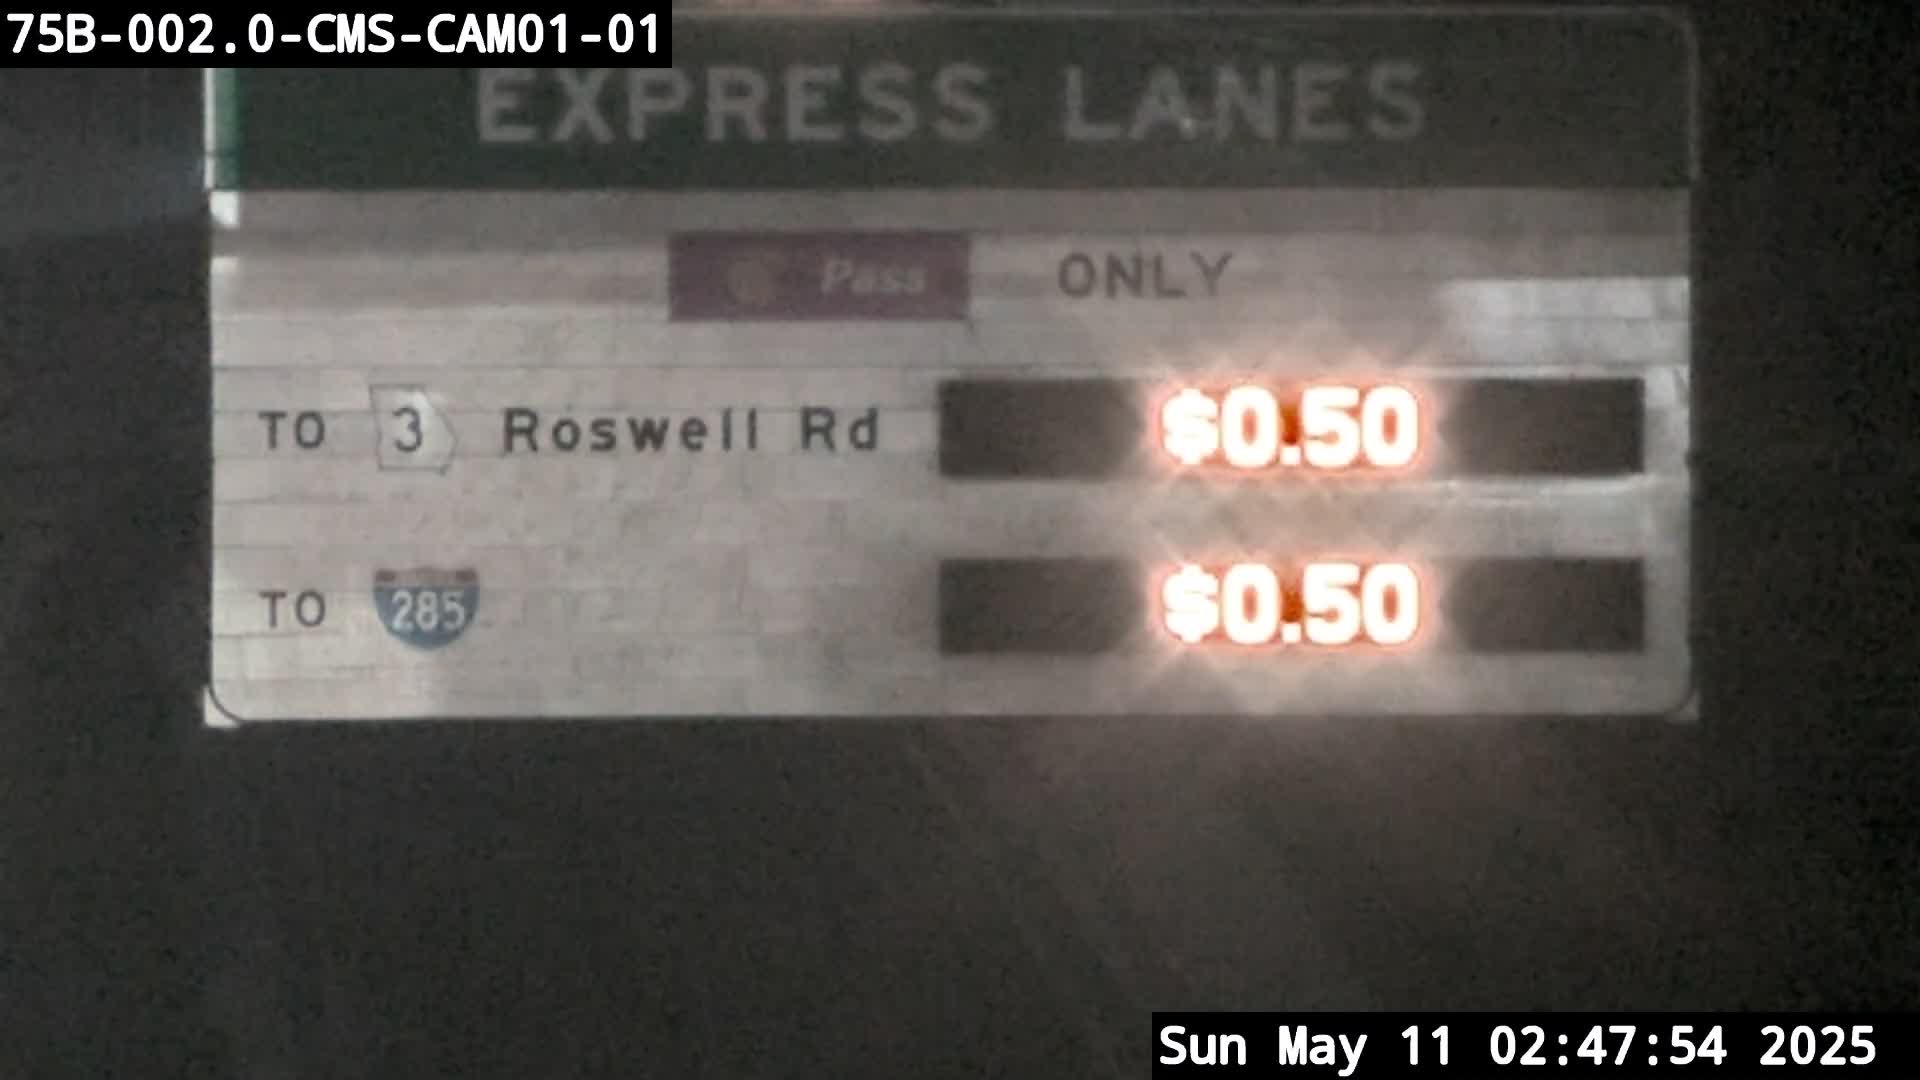 75B-002.0-CMS-CAM01-01
EXPRESS LANES
Pass ONLY
TO 3 Roswell Rd $0.50
TO 285 $0.50
Sun May 11 02:47:54 2025